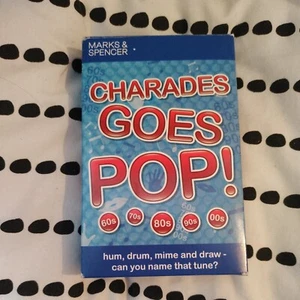 MARKS &
SPENCER
60s
CHARADES
GOES
POP!
60s 70s 80s 90s 00s
hum, drum, mime and draw -
can you name that tune?